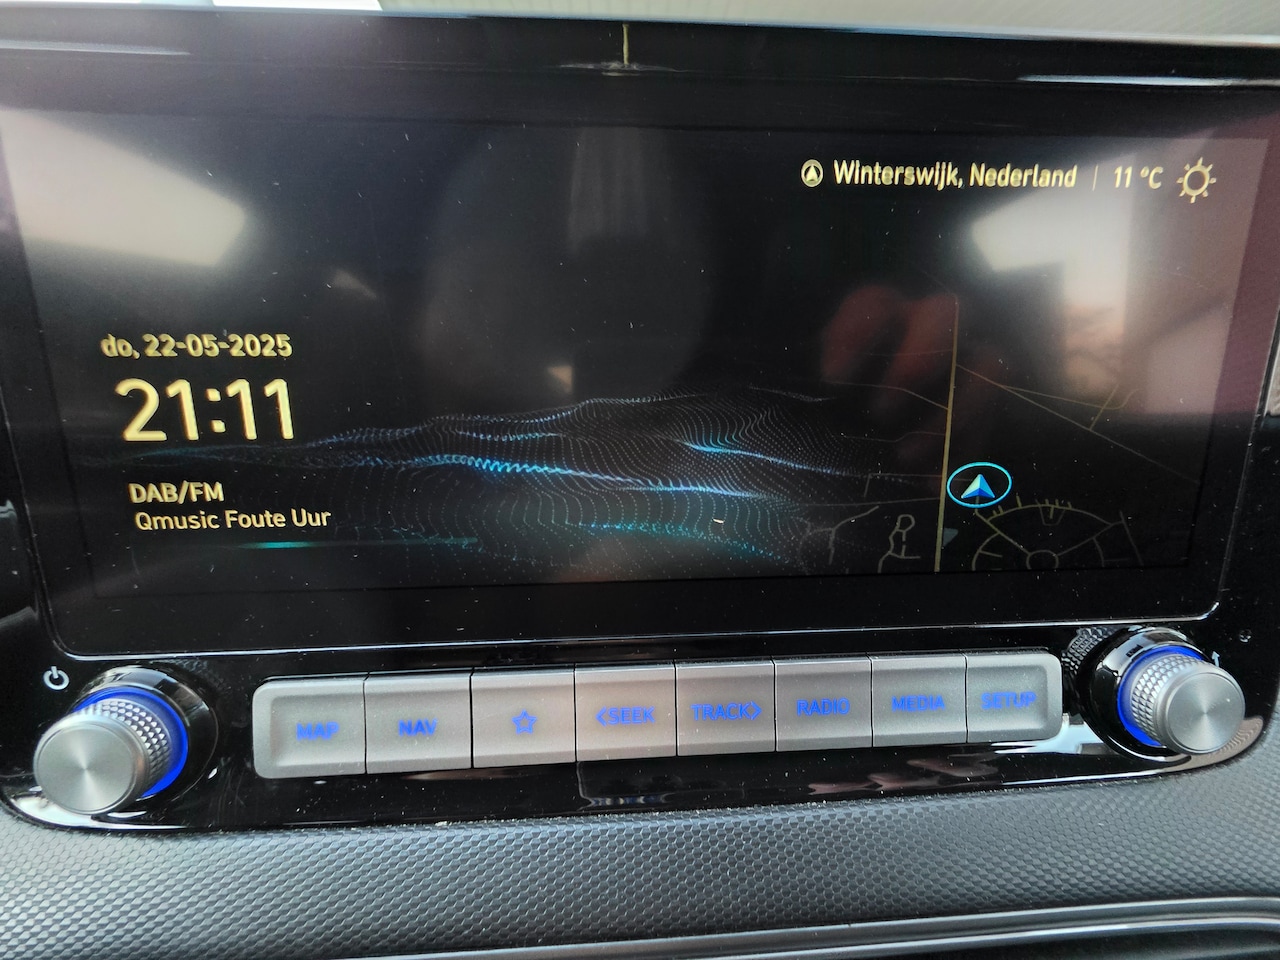 Winterswijk, Nederland | 11 °C
do, 22-05-2025
21:11
DAB/FM
Qmusic Foute Uur
MAP
NAV
<SEEK
TRACK>
RADIO
MEDIA
SETUP